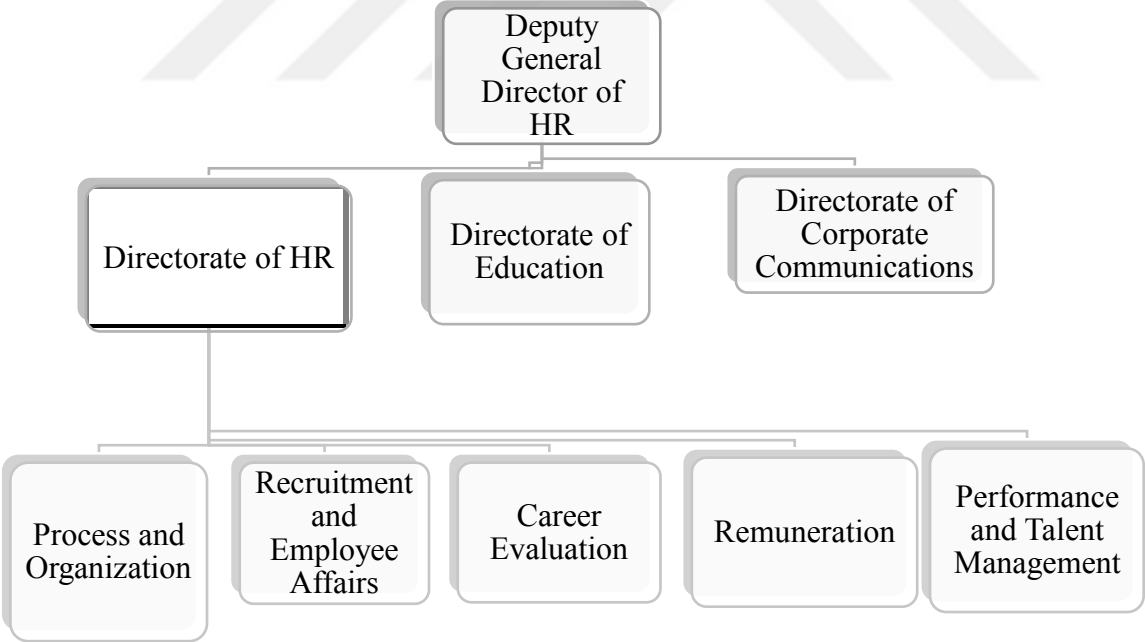 Deputy
General
Director of
HR
Directorate of HR
Directorate of
Education
Directorate of
Corporate
Communications
Process and
Organization
Recruitment
and
Employee
Affairs
Career
Evaluation
Remuneration
Performance
and Talent
Management